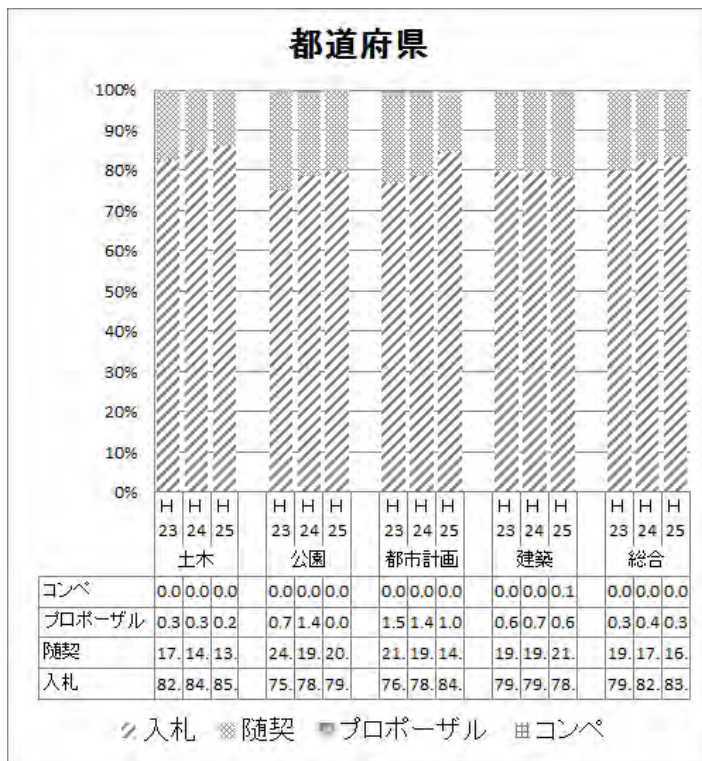 都道府県
100%
90%
80%
70%
60%
50%
40%
30%
20%
10%
0%
H H H H H H H H H H H H H H H
23 24 25 23 24 25 23 24 25 23 24 25 23 24 25
土木 公園 都市計画 建築 総合
コンペ 0.0 0.0 0.0 0.0 0.0 0.0 0.0 0.0 0.0 0.0 0.0 0.1 0.0 0.0 0.0
プロポーザル 0.3 0.3 0.2 0.7 1.4 0.0 1.5 1.4 1.0 0.6 0.7 0.6 0.3 0.4 0.3
随契 17. 14. 13. 24. 19. 20. 21. 19. 14. 19. 19. 21. 19. 17. 16.
入札 82. 84. 85. 75. 78. 79. 76. 78. 84. 79. 79. 78. 79. 82. 83.
入札 随契 プロポーザル コンペ